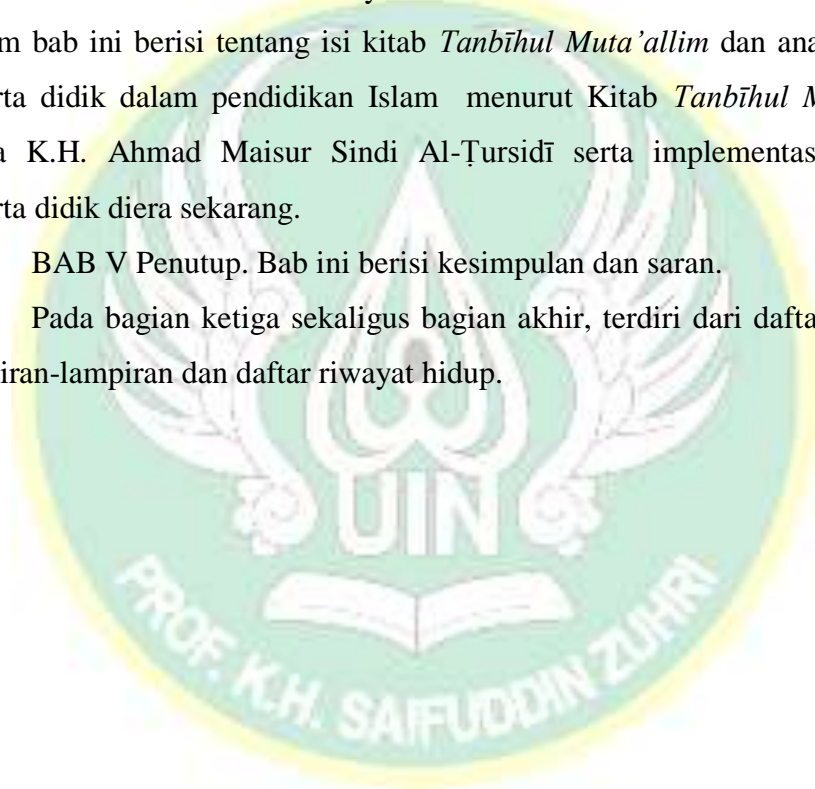 m bab ini berisi tentang isi kitab Tanbīhul Muta’allim dan ana
rta didik dalam pendidikan Islam menurut Kitab Tanbīhul M
a K.H. Ahmad Maisur Sindi Al-Ṭursidī serta implementas
rta didik diera sekarang.
BAB V Penutup. Bab ini berisi kesimpulan dan saran.
Pada bagian ketiga sekaligus bagian akhir, terdiri dari dafta
iran-lampiran dan daftar riwayat hidup.
UIN
PROF. K.H. SAIFUDDIN ZUHRI